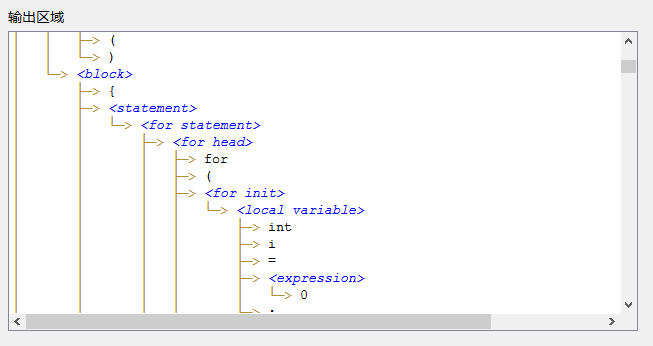 输出区域
(
)
<block>
{
<statement>
<for statement>
<for head>
for
(
<for init>
<local variable>
int
i
=
<expression>
0